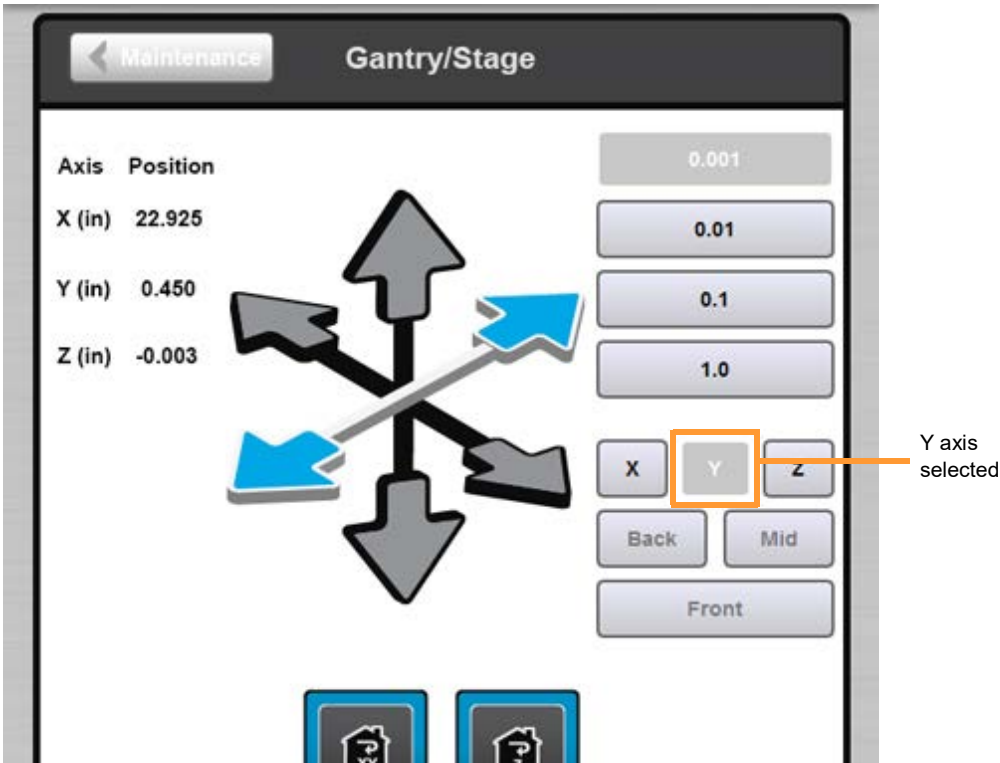 Maintenance
Gantry/Stage
Axis Position
X (in) 22.925
Y (in) 0.450
Z (in) -0.003
0.001
0.01
0.1
1.0
X Y Z
Back Mid
Front
Y axis
selected